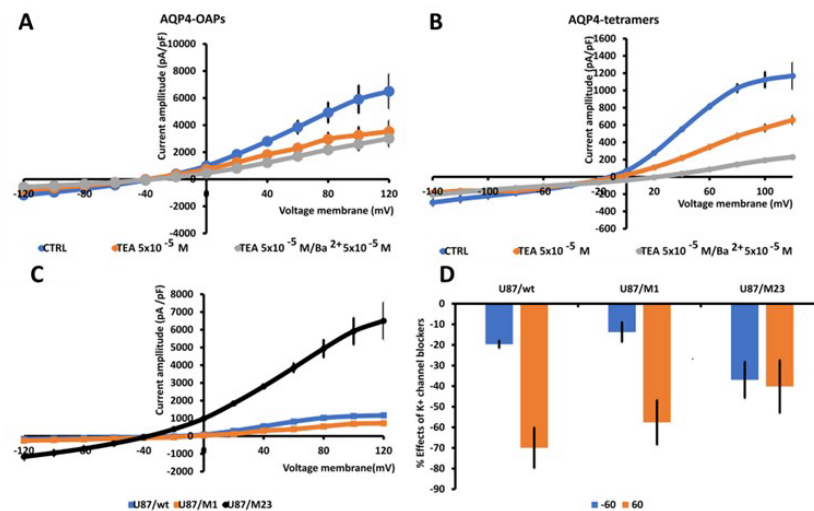 A
AQP4-OAPs
Current ampllitude (pA/pF)
10000
8000
6000
4000
2000
0
-2000
-4000
-120
-80
-40
0
40
80
120
Voltage membrane (mV)
CTRL
TEA 5x10 -5 M
TEA 5x10 -5 M/Ba 2+5x10 -5 M
B
AQP4-tetramers
Current ampllitude (pA/pF)
1600
1400
1200
1000
800
600
400
200
0
-200
-400
-600
-140
-100
-60
-20
20
60
100
Voltage membrane (mV)
CTRL
TEA 5x10 -5 M
TEA 5x10 -5 M/Ba 2+5x10 -5 M
C
Current ampllitude (pA /pF)
8000
7000
6000
5000
4000
3000
2000
1000
0
-1000
-2000
-120
-80
-40
0
40
80
120
Voltage membrane(mV)
U87/wt
U87/M1
U87/M23
D
U87/wt
U87/M1
U87/M23
% Effects of K+ channel blockers
0
-10
-20
-30
-40
-50
-60
-70
-80
-90
-60
60